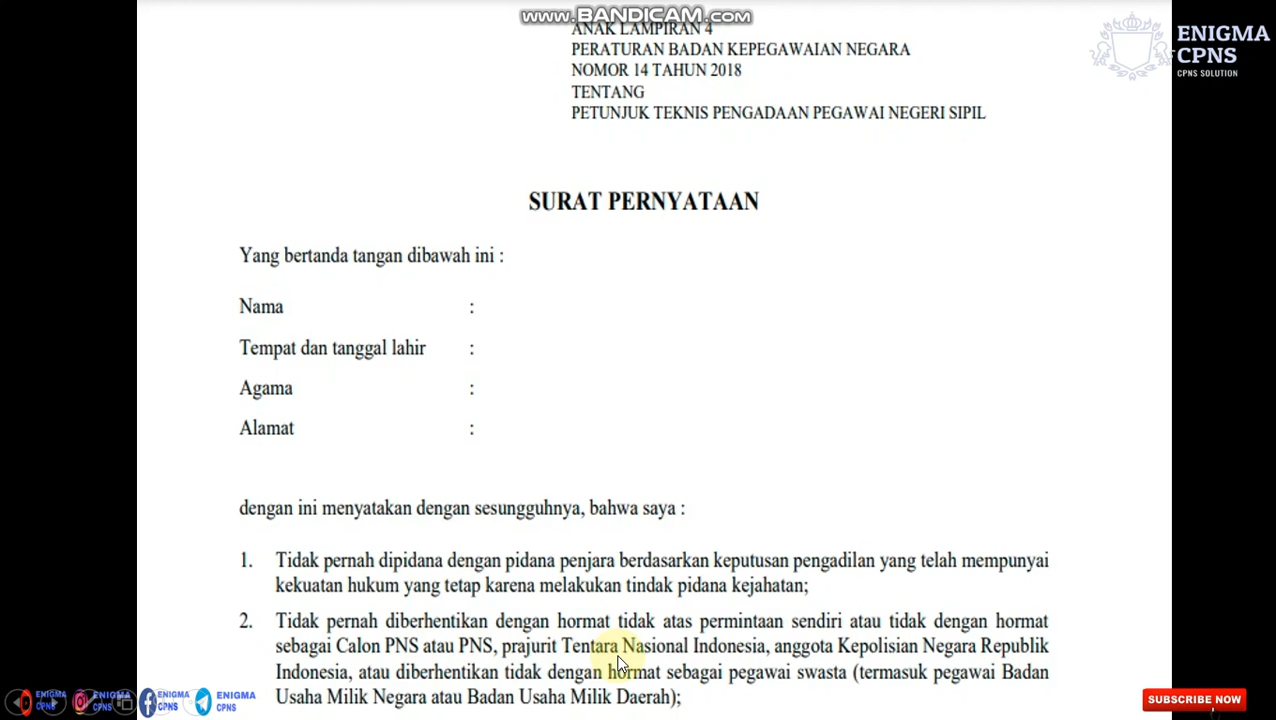 www.BANDICAM.com
ENIGMA
CPNS
CPNS SOLUTION
ANAK LAMPIRAN 4
PERATURAN BADAN KEPEGAWAIAN NEGARA
NOMOR 14 TAHUN 2018
TENTANG
PETUNJUK TEKNIS PENGADAAN PEGAWAI NEGERI SIPIL
SURAT PERNYATAAN
Yang bertanda tangan dibawah ini :
Nama :
Tempat dan tanggal lahir :
Agama :
Alamat :
dengan ini menyatakan dengan sesungguhnya, bahwa saya :
1. Tidak pernah dipidana dengan pidana penjara berdasarkan keputusan pengadilan yang telah mempunyai
kekuatan hukum yang tetap karena melakukan tindak pidana kejahatan;
2. Tidak pernah diberhentikan dengan hormat tidak atas permintaan sendiri atau tidak dengan hormat
sebagai Calon PNS atau PNS, prajurit Tentara Nasional Indonesia, anggota Kepolisian Negara Republik
Indonesia, atau diberhentikan tidak dengan hormat sebagai pegawai swasta (termasuk pegawai Badan
Usaha Milik Negara atau Badan Usaha Milik Daerah);
ENIGMA
CPNS
ENIGMA
CPNS
ENIGMA
CPNS
ENIGMA
CPNS
SUBSCRIBE NOW